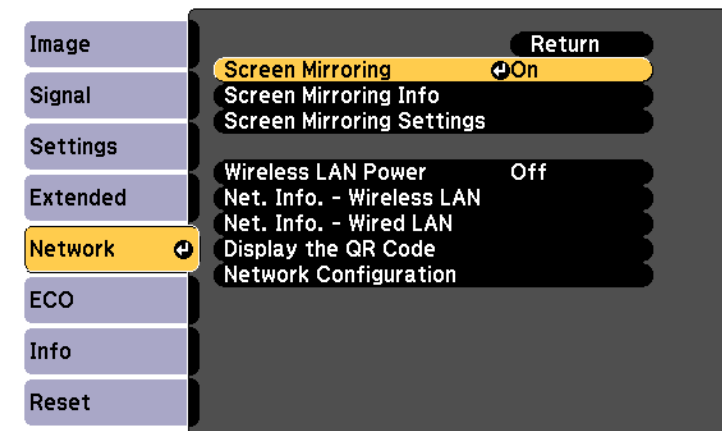 Image
Signal
Settings
Extended
Network
ECO
Info
Reset
Return
Screen Mirroring On
Screen Mirroring Info
Screen Mirroring Settings
Wireless LAN Power Off
Net. Info. - Wireless LAN
Net. Info. - Wired LAN
Display the QR Code
Network Configuration